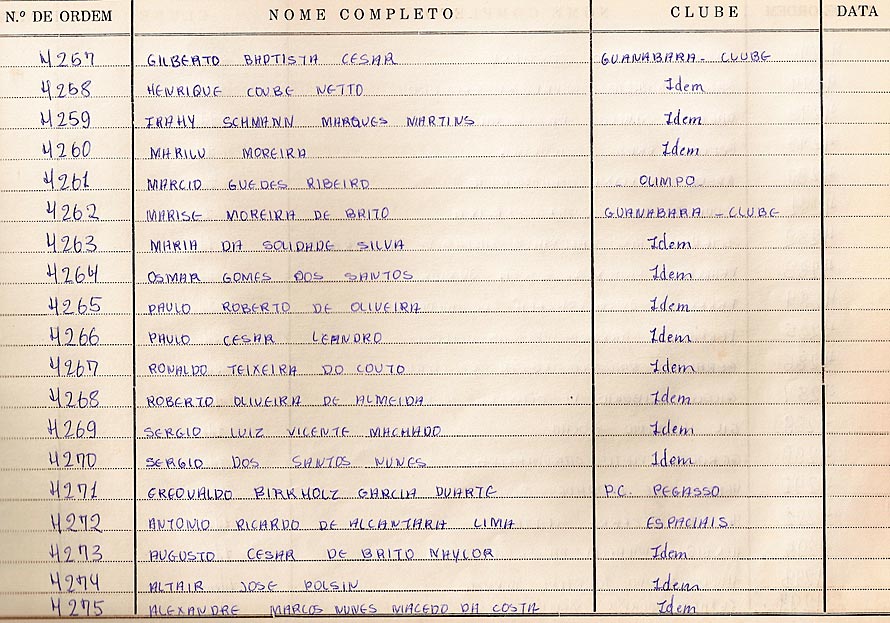 N.º DE ORDEM NOME COMPLETO CLUBE DATA
4257 GILBERTO BAPTISTA CESAR GUANABARA - CLUBE
4258 HENRIQUE COUBE NETTO Idem
4259 IRAHY SCHMANN MARQUES MARTINS Idem
4260 MARILU MOREIRA Idem
4261 MARCIO GUEDES RIBEIRO OLIMPO
4262 MARISE MOREIRA DE BRITO GUANABARA - CLUBE
4263 MARIA DA SOLIDADE SILVA Idem
4264 OSMAR GOMES DOS SANTOS Idem
4265 PAULO ROBERTO DE OLIVEIRA Idem
4266 PAULO CESAR LEANDRO Idem
4267 RONALDO TEIXEIRA DO COUTO Idem
4268 ROBERTO OLIVEIRA DE ALMEIDA Idem
4269 SERGIO LUIZ VICENTE MACHADO Idem
4270 SERGIO DOS SANTOS NUNES Idem
4271 BIRKHOLZ GARCIA DUARTE P.C. PEGASSO
4272 ANTONIO RICARDO DE ALCANTARA LIMA ESPACIAIS
4273 AUGUSTO CESAR DE BRITO NAYLOR Idem
4274 ALTAIR JOSE POLSIN Idem
4275 ALEXANDRE MARCOS NUNES MACEDO DA COSTA Idem